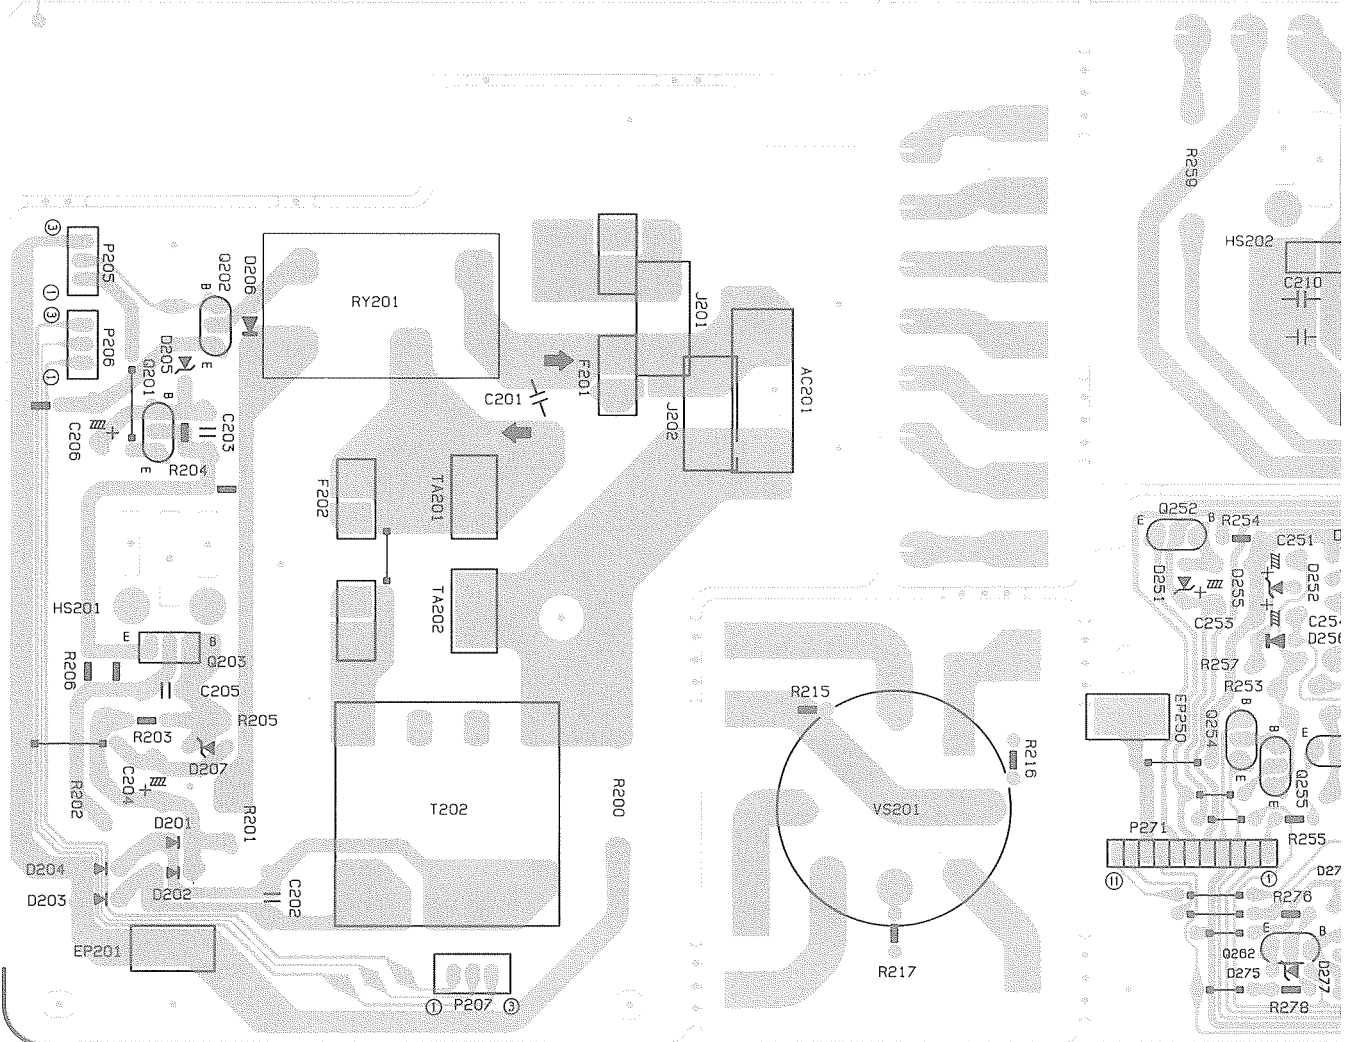 R259
HS202
C210
③
P205
①
③
P206
①
Q202
B
E
D206
RY201
J201
F201
AC201
J202
C201
D205
Q201
B
E
C206
+
R204
C203
F202
TA201
TA202
HS201
E
B
Q203
R206
C205
R205
R203
D207
C204
+
R202
R201
D201
D204
D202
D203
C202
EP201
T202
R200
①
P207
③
R215
R216
VS201
R217
E
Q252
B
R254
C251
D251
+
D255
C253
+
+
D252
C254
D256
R257
R253
EP250
Q254
B
E
B
E
Q255
E
R255
P271
⑪
①
D27
R276
E
B
Q262
D275
D277
R278